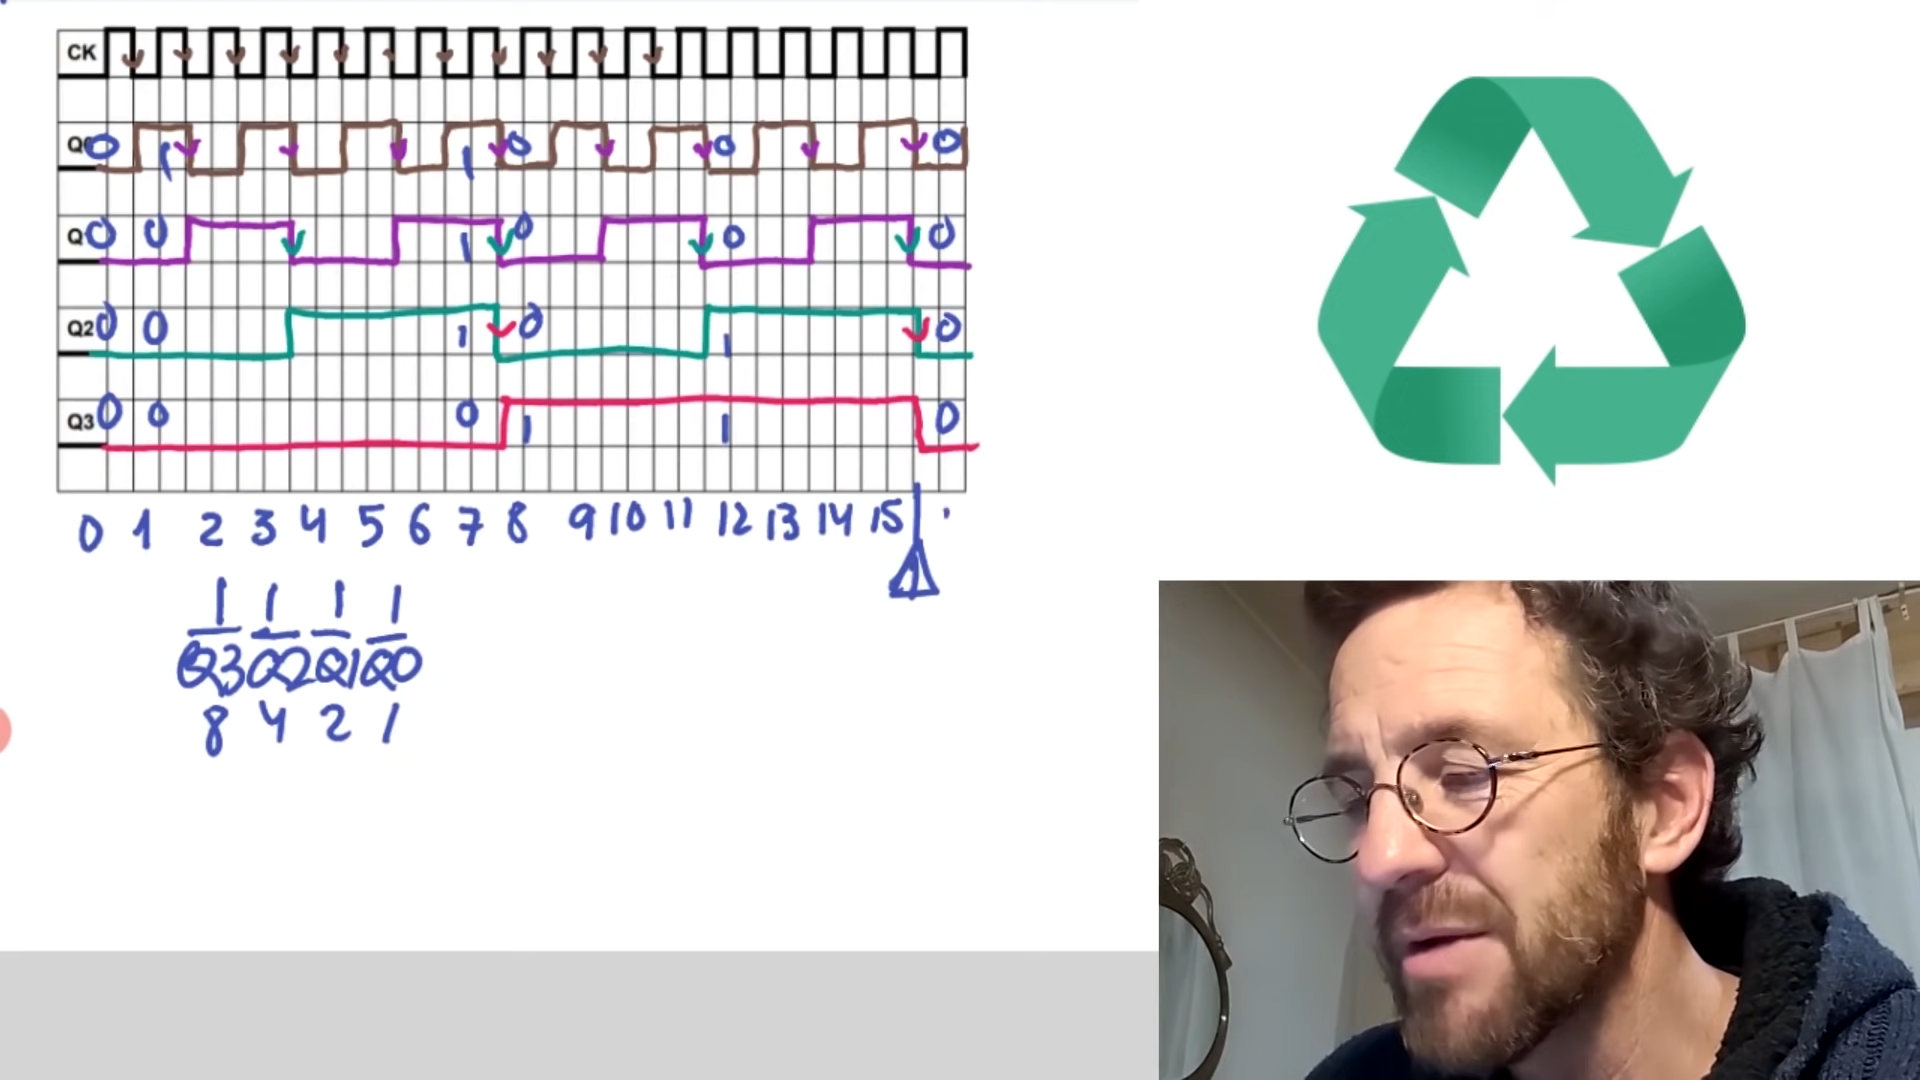 CK
Q0 0 1 1 0 0 0
Q 0 0 1 0 0 0
Q2 0 0 1 0 1 0
Q3 0 0 0 1 1 0
0 1 2 3 4 5 6 7 8 9 10 11 12 13 14 15
1 1 1 1
Q3 Q2 Q1 Q0
8 4 2 1